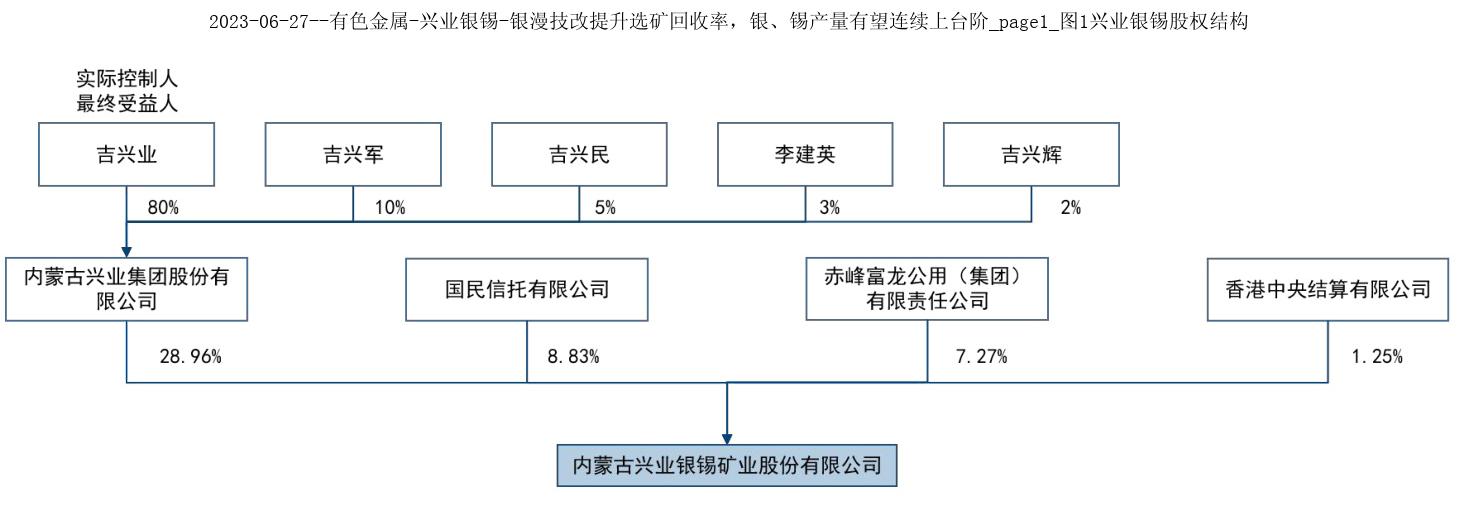 2023-06-27--有色金属-兴业银锡-银漫技改提升选矿回收率，银、锡产量有望连续上台阶_page1_图1兴业银锡股权结构
实际控制人
最终受益人
吉兴业
吉兴军
吉兴民
李建英
吉兴辉
80%
10%
5%
3%
2%
内蒙古兴业集团股份有
限公司
国民信托有限公司
赤峰富龙公用（集团）
有限责任公司
香港中央结算有限公司
28.96%
8.83%
7.27%
1.25%
内蒙古兴业银锡矿业股份有限公司